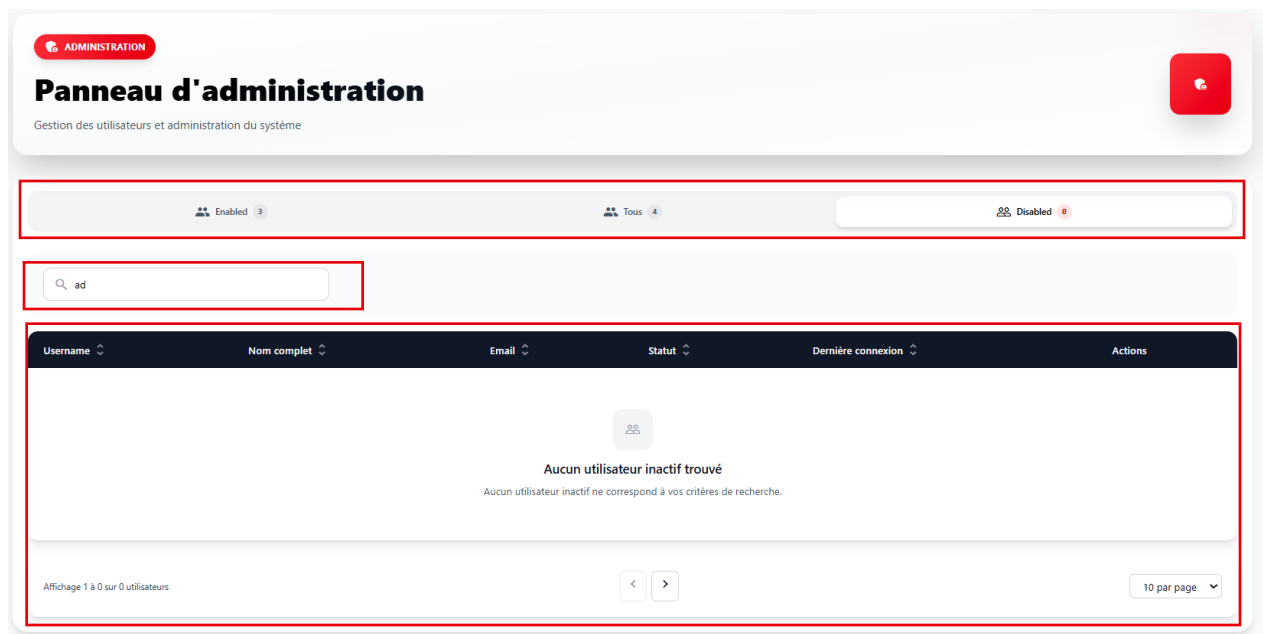 ADMINISTRATION
Panneau d'administration
Gestion des utilisateurs et administration du système
Enabled 3 Tous 4 Disabled 0
ad
Username Nom complet Email Statut Dernière connexion Actions
Aucun utilisateur inactif trouvé
Aucun utilisateur inactif ne correspond à vos critères de recherche.
Affichage 1 à 0 sur 0 utilisateurs 10 par page